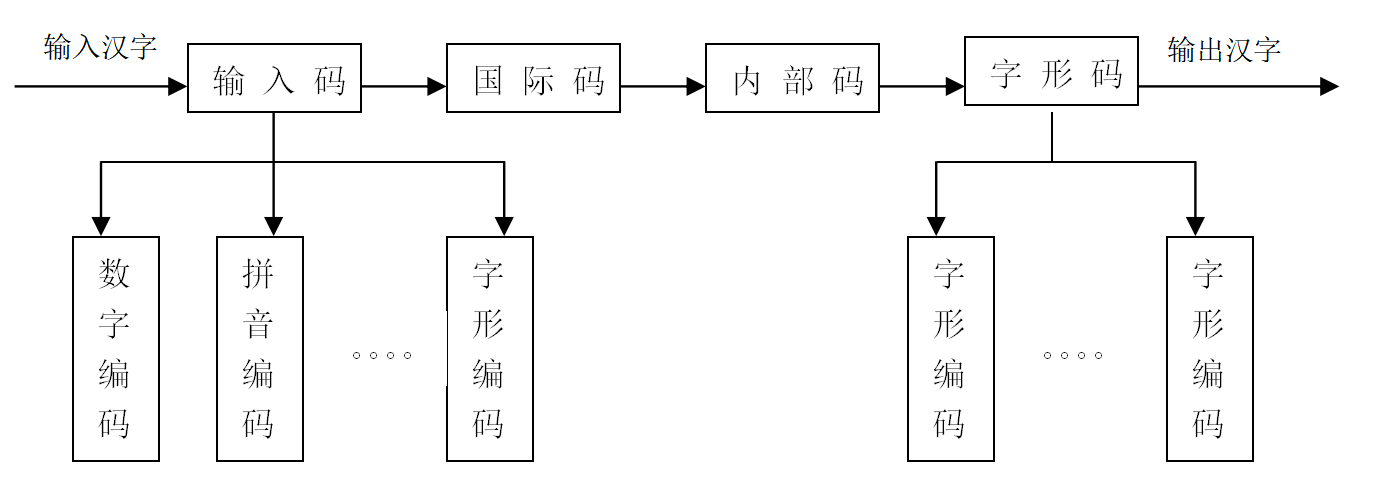 输入汉字
输入码
国际码
内部码
字形码
输出汉字
数字编码
拼音编码
。。。。
字形编码
字形编码
。。。。
字形编码